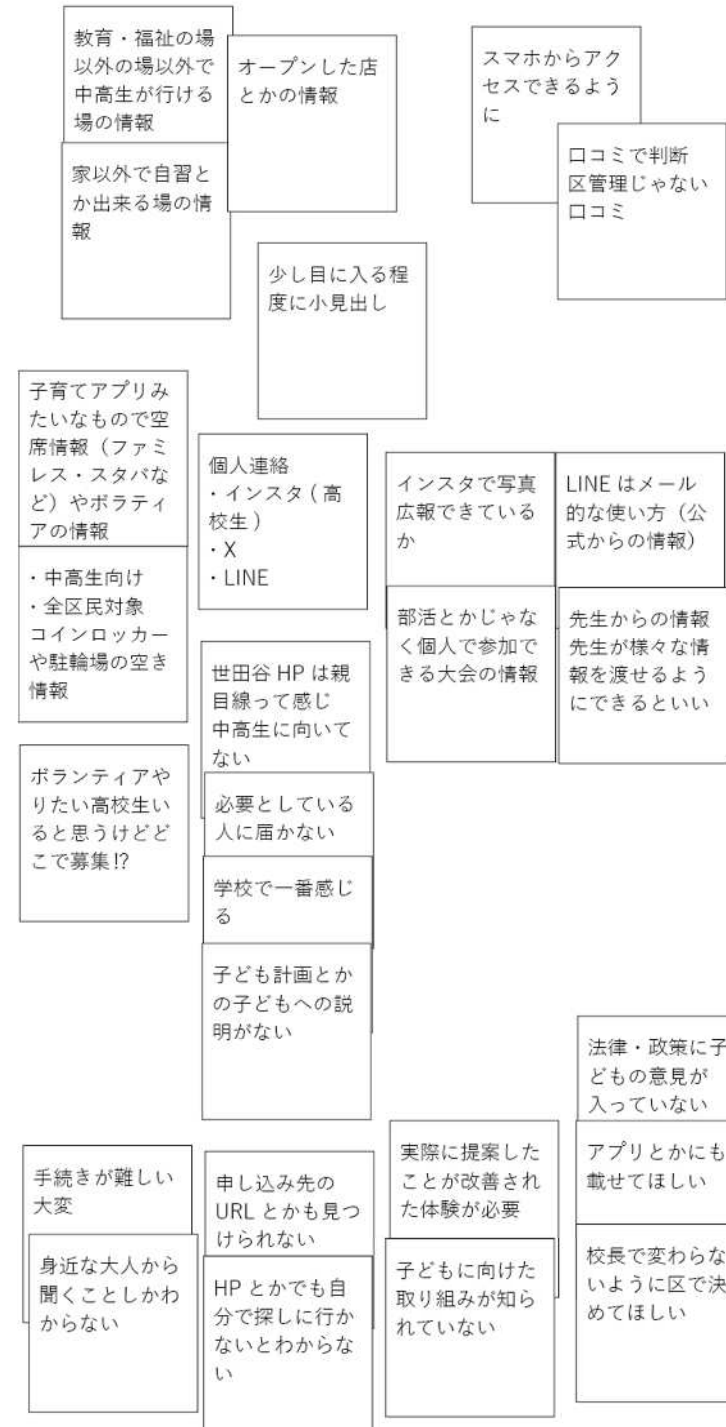 教育・福祉の場
以外の場以外で
中高生が行ける
場の情報
オープンした店
とかの情報
家以外で自習と
か出来る場の情
報
スマホからアク
セスできるよう
に
口コミで判断
区管理じゃない
口コミ
少し目に入る程
度に小見出し
子育てアプリみ
たいなもので空
席情報（ファミ
レス・スタバな
ど）やボラティ
アの情報
・中高生向け
・全区民対象
コインロッカー
や駐輪場の空き
情報
個人連絡
・インスタ ( 高
校生 )
・X
・LINE
インスタで写真
広報できている
か
LINE はメール
的な使い方（公
式からの情報）
部活とかじゃな
く個人で参加で
きる大会の情報
先生からの情報
先生が様々な情
報を渡せるよう
にできるといい
世田谷 HP は親
目線って感じ
中高生に向いて
ない
必要としている
人に届かない
学校で一番感じ
る
子ども計画とか
の子どもへの説
明がない
ボランティアや
りたい高校生い
ると思うけどど
こで募集!?
法律・政策に子
どもの意見が
入っていない
アプリとかにも
載せてほしい
校長で変わらな
いように区で決
めてほしい
手続きが難しい
大変
身近な大人から
聞くことしかわ
からない
申し込み先の
URL とかも見つ
けられない
HP とかでも自
分で探しに行か
ないとわからな
い
実際に提案した
ことが改善され
た体験が必要
子どもに向けた
取り組みが知ら
れていない